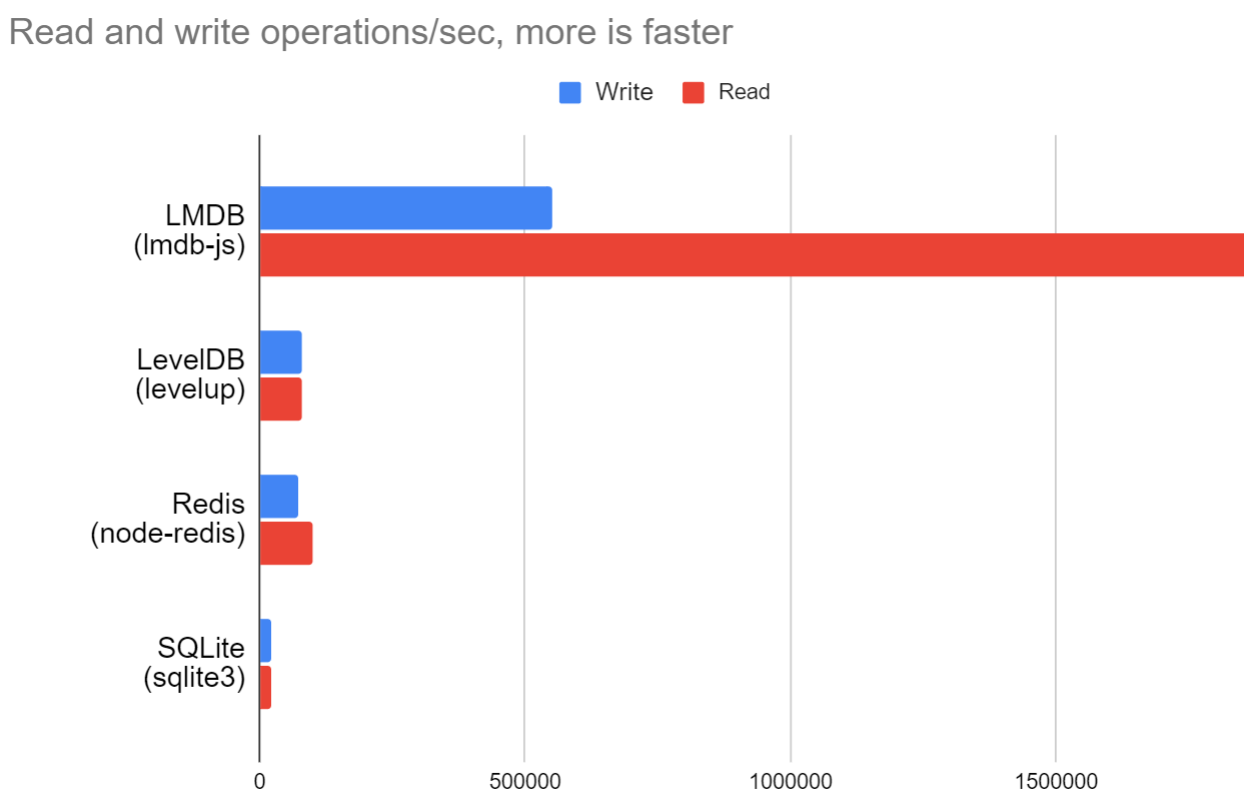 Read and write operations/sec, more is faster
Write
Read
LMDB
(lmdb-js)
LevelDB
(levelup)
Redis
(node-redis)
SQLite
(sqlite3)
0
500000
1000000
1500000